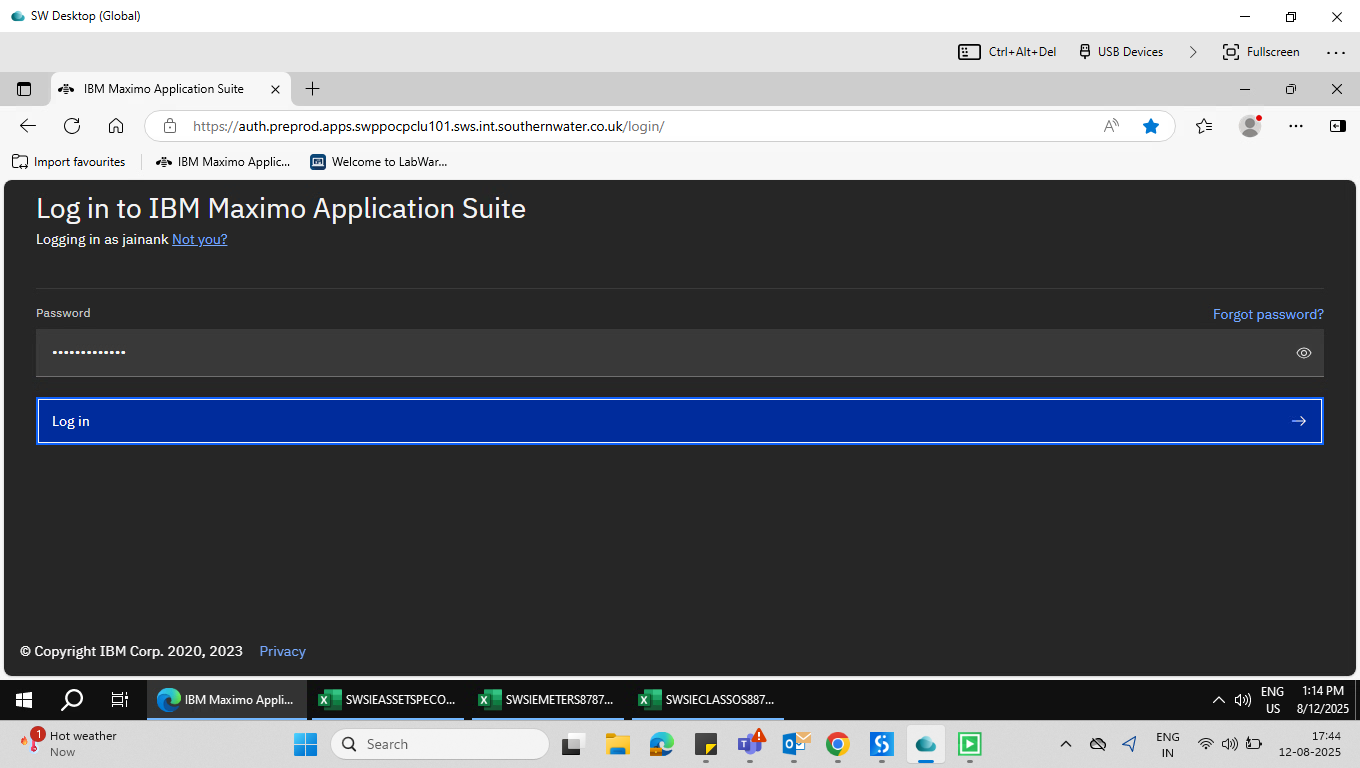 SW Desktop (Global)
Ctrl+Alt+Del USB Devices Fullscreen
IBM Maximo Application Suite
https://auth.preprod.apps.swppocpclu101.sws.int.southernwater.co.uk/login/
Import favourites IBM Maximo Applic... Welcome to LabWar...
Log in to IBM Maximo Application Suite
Logging in as jainank Not you?
Password Forgot password?
•••••••••••••
Log in
© Copyright IBM Corp. 2020, 2023 Privacy
IBM Maximo Appli... SWSIEASSETSPECO... SWSIEMETERS8787... SWSIECLASSOS887... ENG 1:14 PM
US 8/12/2025
1 Hot weather Search ENG 17:44
Now IN 12-08-2025